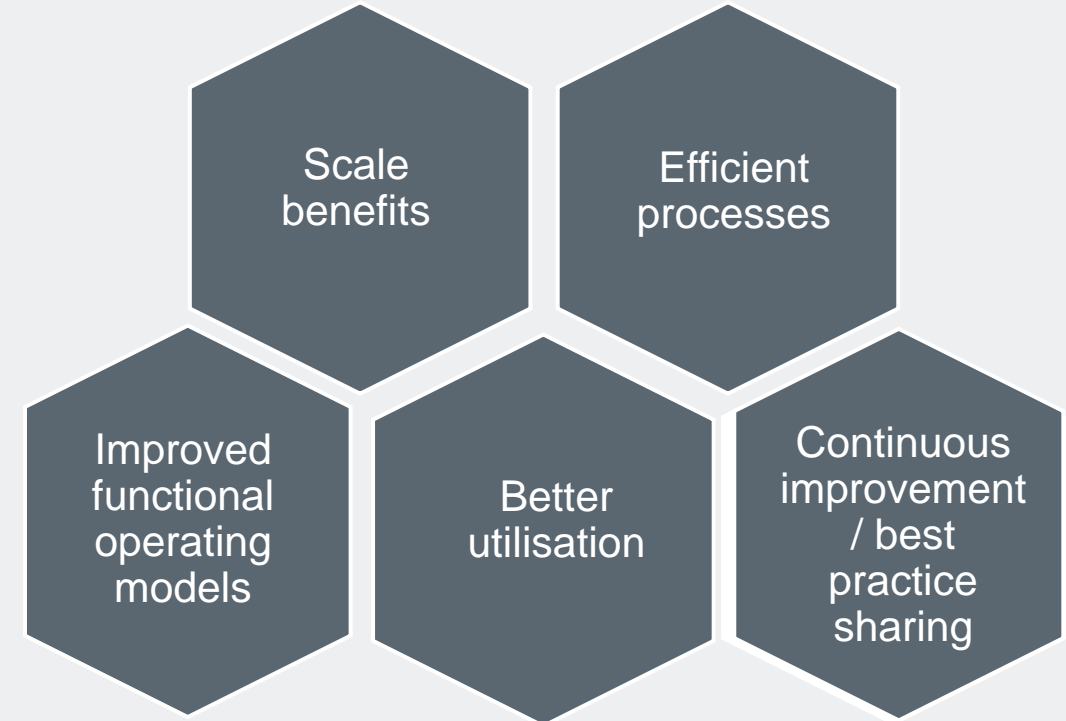 Scale
benefits
Efficient
processes
Improved
functional
operating
models
Better
utilisation
Continuous
improvement
/ best
practice
sharing